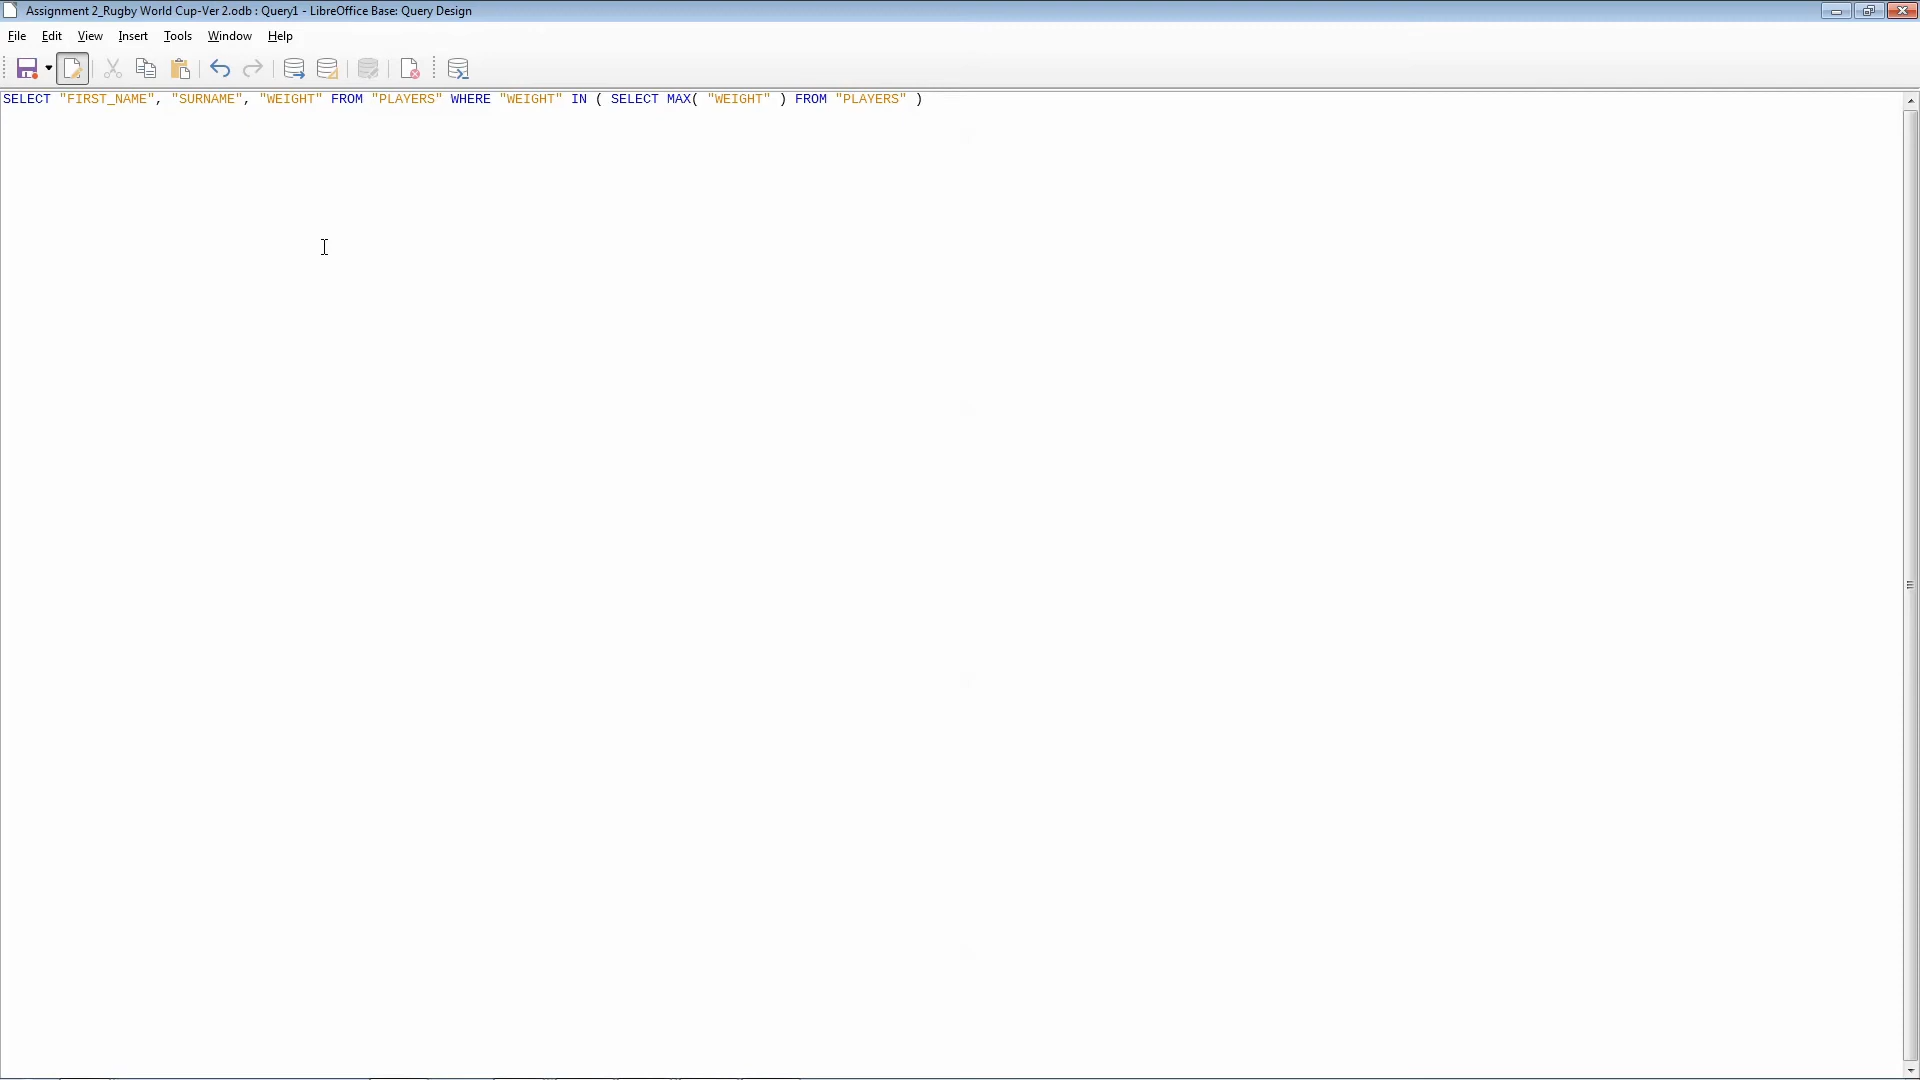 Assignment 2_Rugby World Cup-Ver 2.odb : Query1 - LibreOffice Base: Query Design
File Edit View Insert Tools Window Help
SELECT "FIRST_NAME", "SURNAME", "WEIGHT" FROM "PLAYERS" WHERE "WEIGHT" IN ( SELECT MAX( "WEIGHT" ) FROM "PLAYERS" )